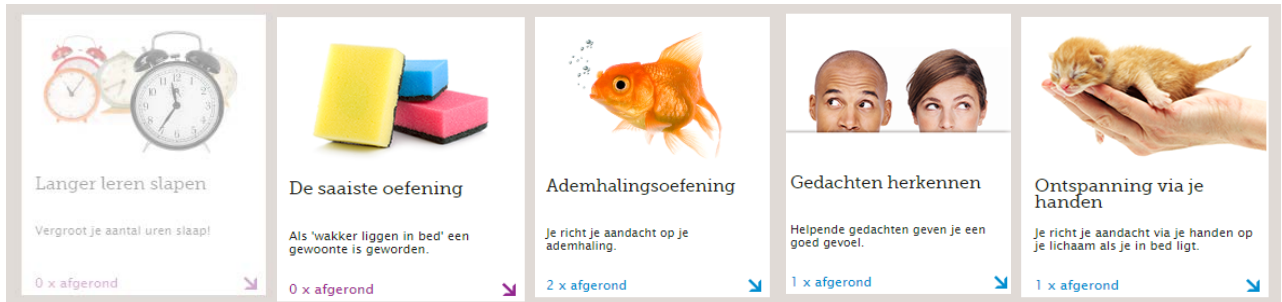 Langer leren slapen
Vergroot je aantal uren slaap!
0 x afgerond
De saaiste oefening
Als 'wakker liggen in bed' een
gewoonte is geworden.
0 x afgerond
Ademhalingsoefening
Je richt je aandacht op je
ademhaling.
2 x afgerond
Gedachten herkennen
Helpende gedachten geven je een
goed gevoel.
1 x afgerond
Ontspanning via je
handen
Je richt je aandacht via je handen op
je lichaam als je in bed ligt.
1 x afgerond